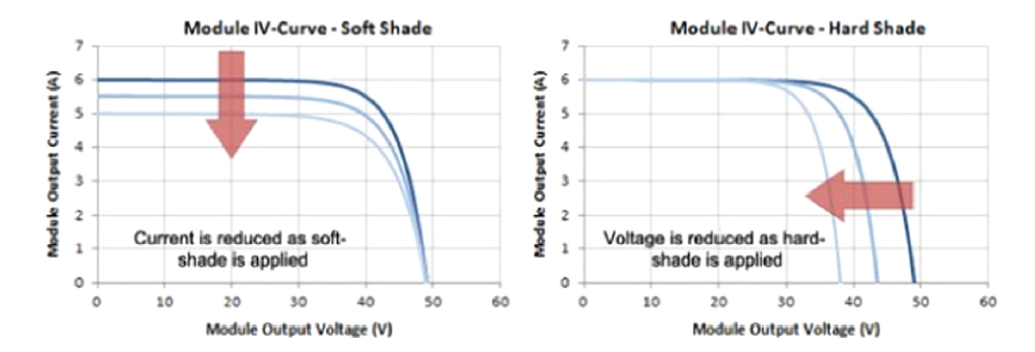 Module IV-Curve - Soft Shade
7
6
5
4
3
2
1
0
Module Output Current (A)
Current is reduced as soft-
shade is applied
0 10 20 30 40 50 60
Module Output Voltage (V)
Module IV-Curve - Hard Shade
7
6
5
4
3
2
1
0
Module Output Current (A)
Voltage is reduced as hard-
shade is applied
0 10 20 30 40 50 60
Module Output Voltage (V)